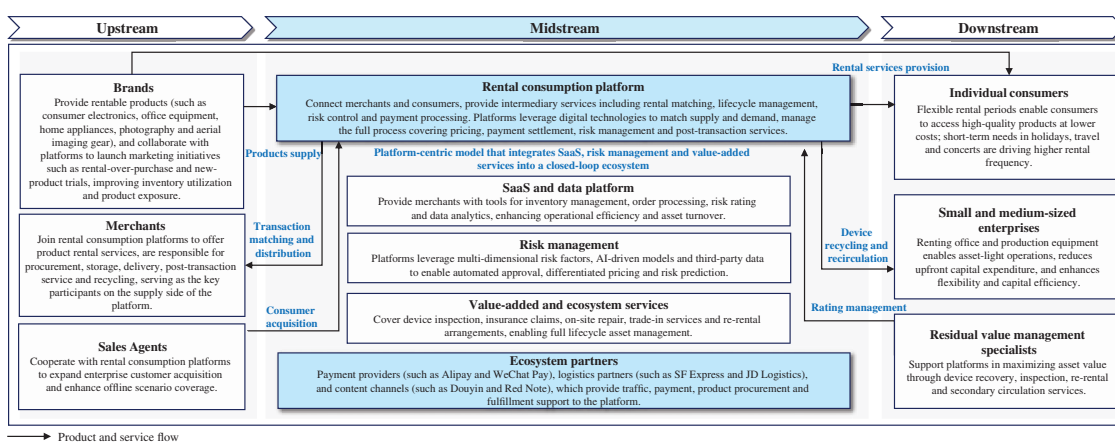 Upstream
Midstream
Downstream
Brands
Provide rentable products (such as
consumer electronics, office equipment,
home appliances, photography and aerial
imaging gear), and collaborate with
platforms to launch marketing initiatives
such as rental-over-purchase and new-
product trials, improving inventory utilization
and product exposure.
Merchants
Join rental consumption platforms to offer
product rental services, are responsible for
procurement, storage, delivery, post-transaction
service and recycling, serving as the key
participants on the supply side of the
platform.
Sales Agents
Cooperate with rental consumption platforms
to expand enterprise customer acquisition
and enhance offline scenario coverage.
Products supply
Transaction
matching and
distribution
Consumer
acquisition
Rental consumption platform
Connect merchants and consumers, provide intermediary services including rental matching, lifecycle management,
risk control and payment processing. Platforms leverage digital technologies to match supply and demand, manage
the full process covering pricing, payment settlement, risk management and post-transaction services.
Platform-centric model that integrates SaaS, risk management and value-added
services into a closed-loop ecosystem
SaaS and data platform
Provide merchants with tools for inventory management, order processing, risk rating
and data analytics, enhancing operational efficiency and asset turnover.
Risk management
Platforms leverage multi-dimensional risk factors, AI-driven models and third-party data
to enable automated approval, differentiated pricing and risk prediction.
Value-added and ecosystem services
Cover device inspection, insurance claims, on-site repair, trade-in services and re-rental
arrangements, enabling full lifecycle asset management.
Ecosystem partners
Payment providers (such as Alipay and WeChat Pay), logistics partners (such as SF Express and JD Logistics),
and content channels (such as Douyin and Red Note), which provide traffic, payment, product procurement and
fulfillment support to the platform.
Rental services provision
Device
recycling and
recirculation
Rating management
Individual consumers
Flexible rental periods enable consumers
to access high-quality products at lower
costs; short-term needs in holidays, travel
and concerts are driving higher rental
frequency.
Small and medium-sized
enterprises
Renting office and production equipment
enables asset-light operations, reduces
upfront capital expenditure, and enhances
flexibility and capital efficiency.
Residual value management
specialists
Support platforms in maximizing asset value
through device recovery, inspection, re-rental
and secondary circulation services.
Product and service flow